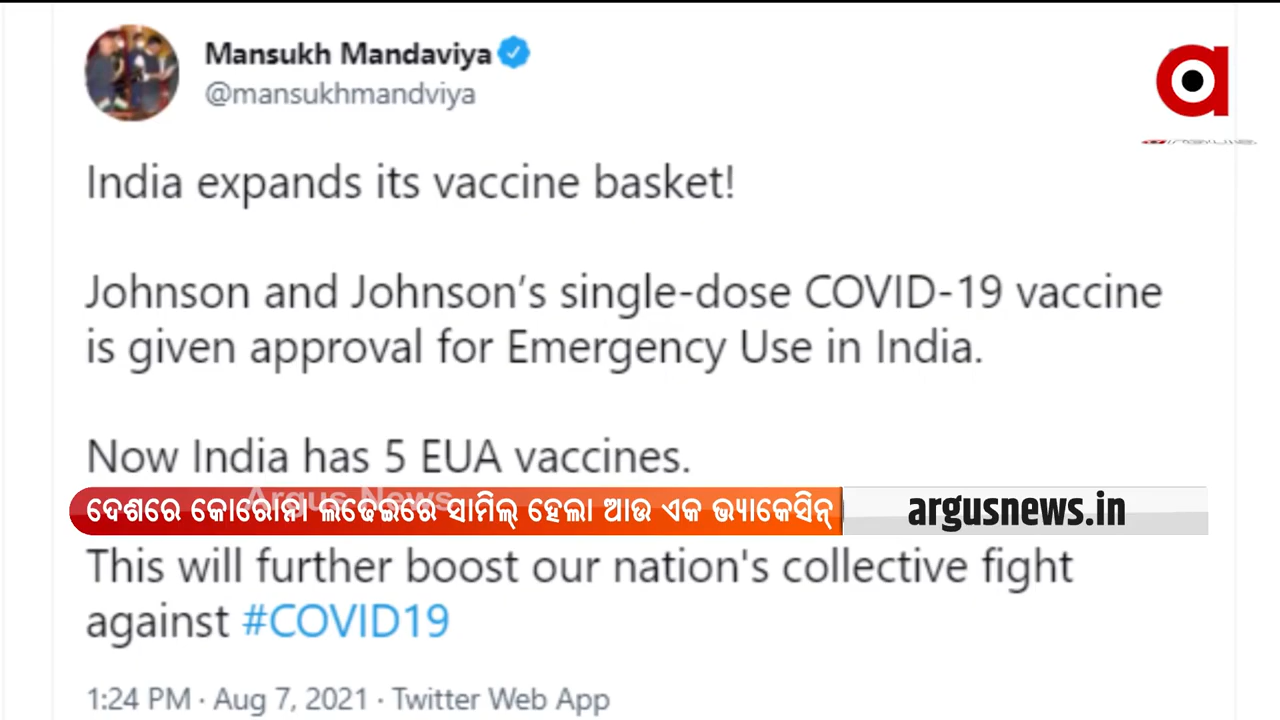 Mansukh Mandaviya
@mansukhmandviya
India expands its vaccine basket!
Johnson and Johnson’s single-dose COVID-19 vaccine
is given approval for Emergency Use in India.
Now India has 5 EUA vaccines.
Argus News
ଦେଶରେ କୋରୋନା ଲଢେଇରେ ସାମିଲ୍ ହେଲା ଆଉ ଏକ ଭ୍ୟାକେସିନ୍
argusnews.in
This will further boost our nation's collective fight
against #COVID19
1:24 PM · Aug 7, 2021 · Twitter Web App